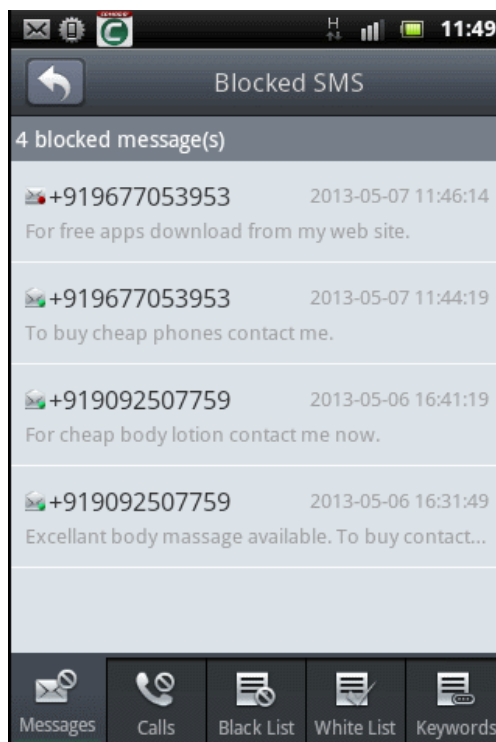 H
11:49
Blocked SMS
4 blocked message(s)
+919677053953 2013-05-07 11:46:14
For free apps download from my web site.
+919677053953 2013-05-07 11:44:19
To buy cheap phones contact me.
+919092507759 2013-05-06 16:41:19
For cheap body lotion contact me now.
+919092507759 2013-05-06 16:31:49
Excellant body massage available. To buy contact...
Messages Calls Black List White List Keywords